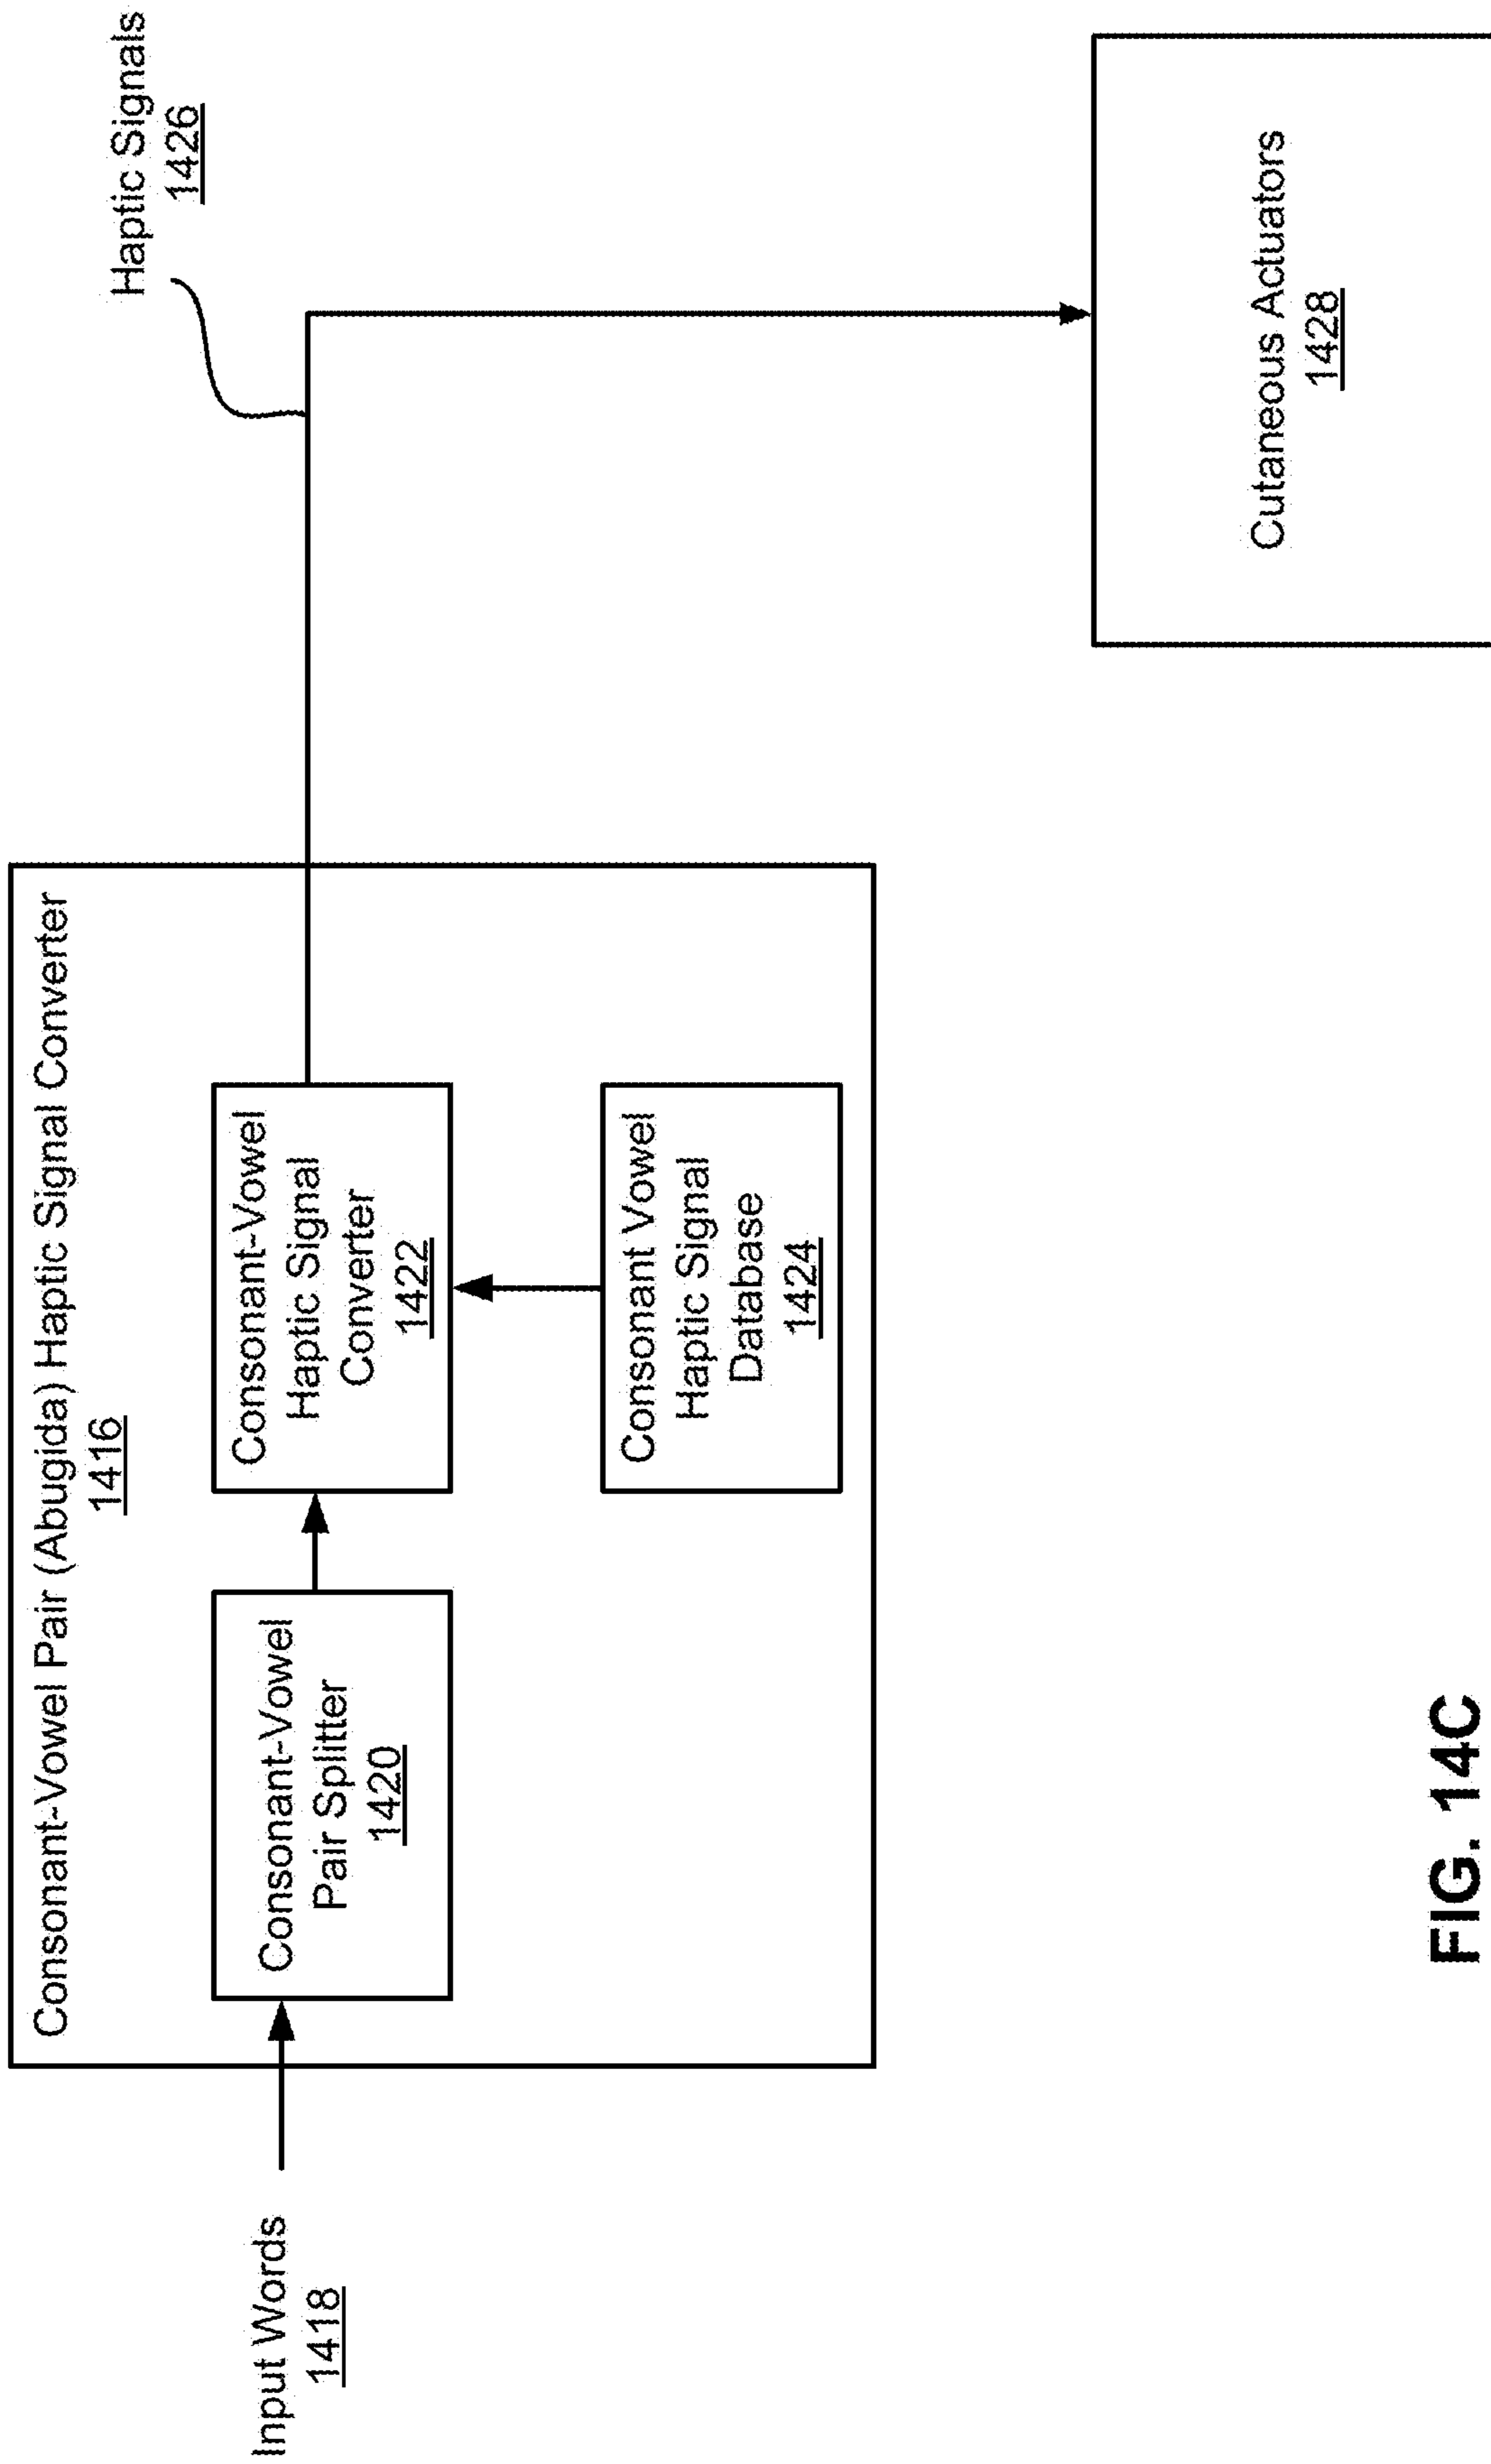 Consonant-Vowel Pair (Abugida) Haptic Signal Converter
1416
Input Words
1418
Consonant-Vowel
Pair Splitter
1420
Consonant-Vowel
Haptic Signal
Converter
1422
Consonant Vowel
Haptic Signal
Database
1424
Haptic Signals
1426
Cutaneous Actuators
1428
FIG. 14C